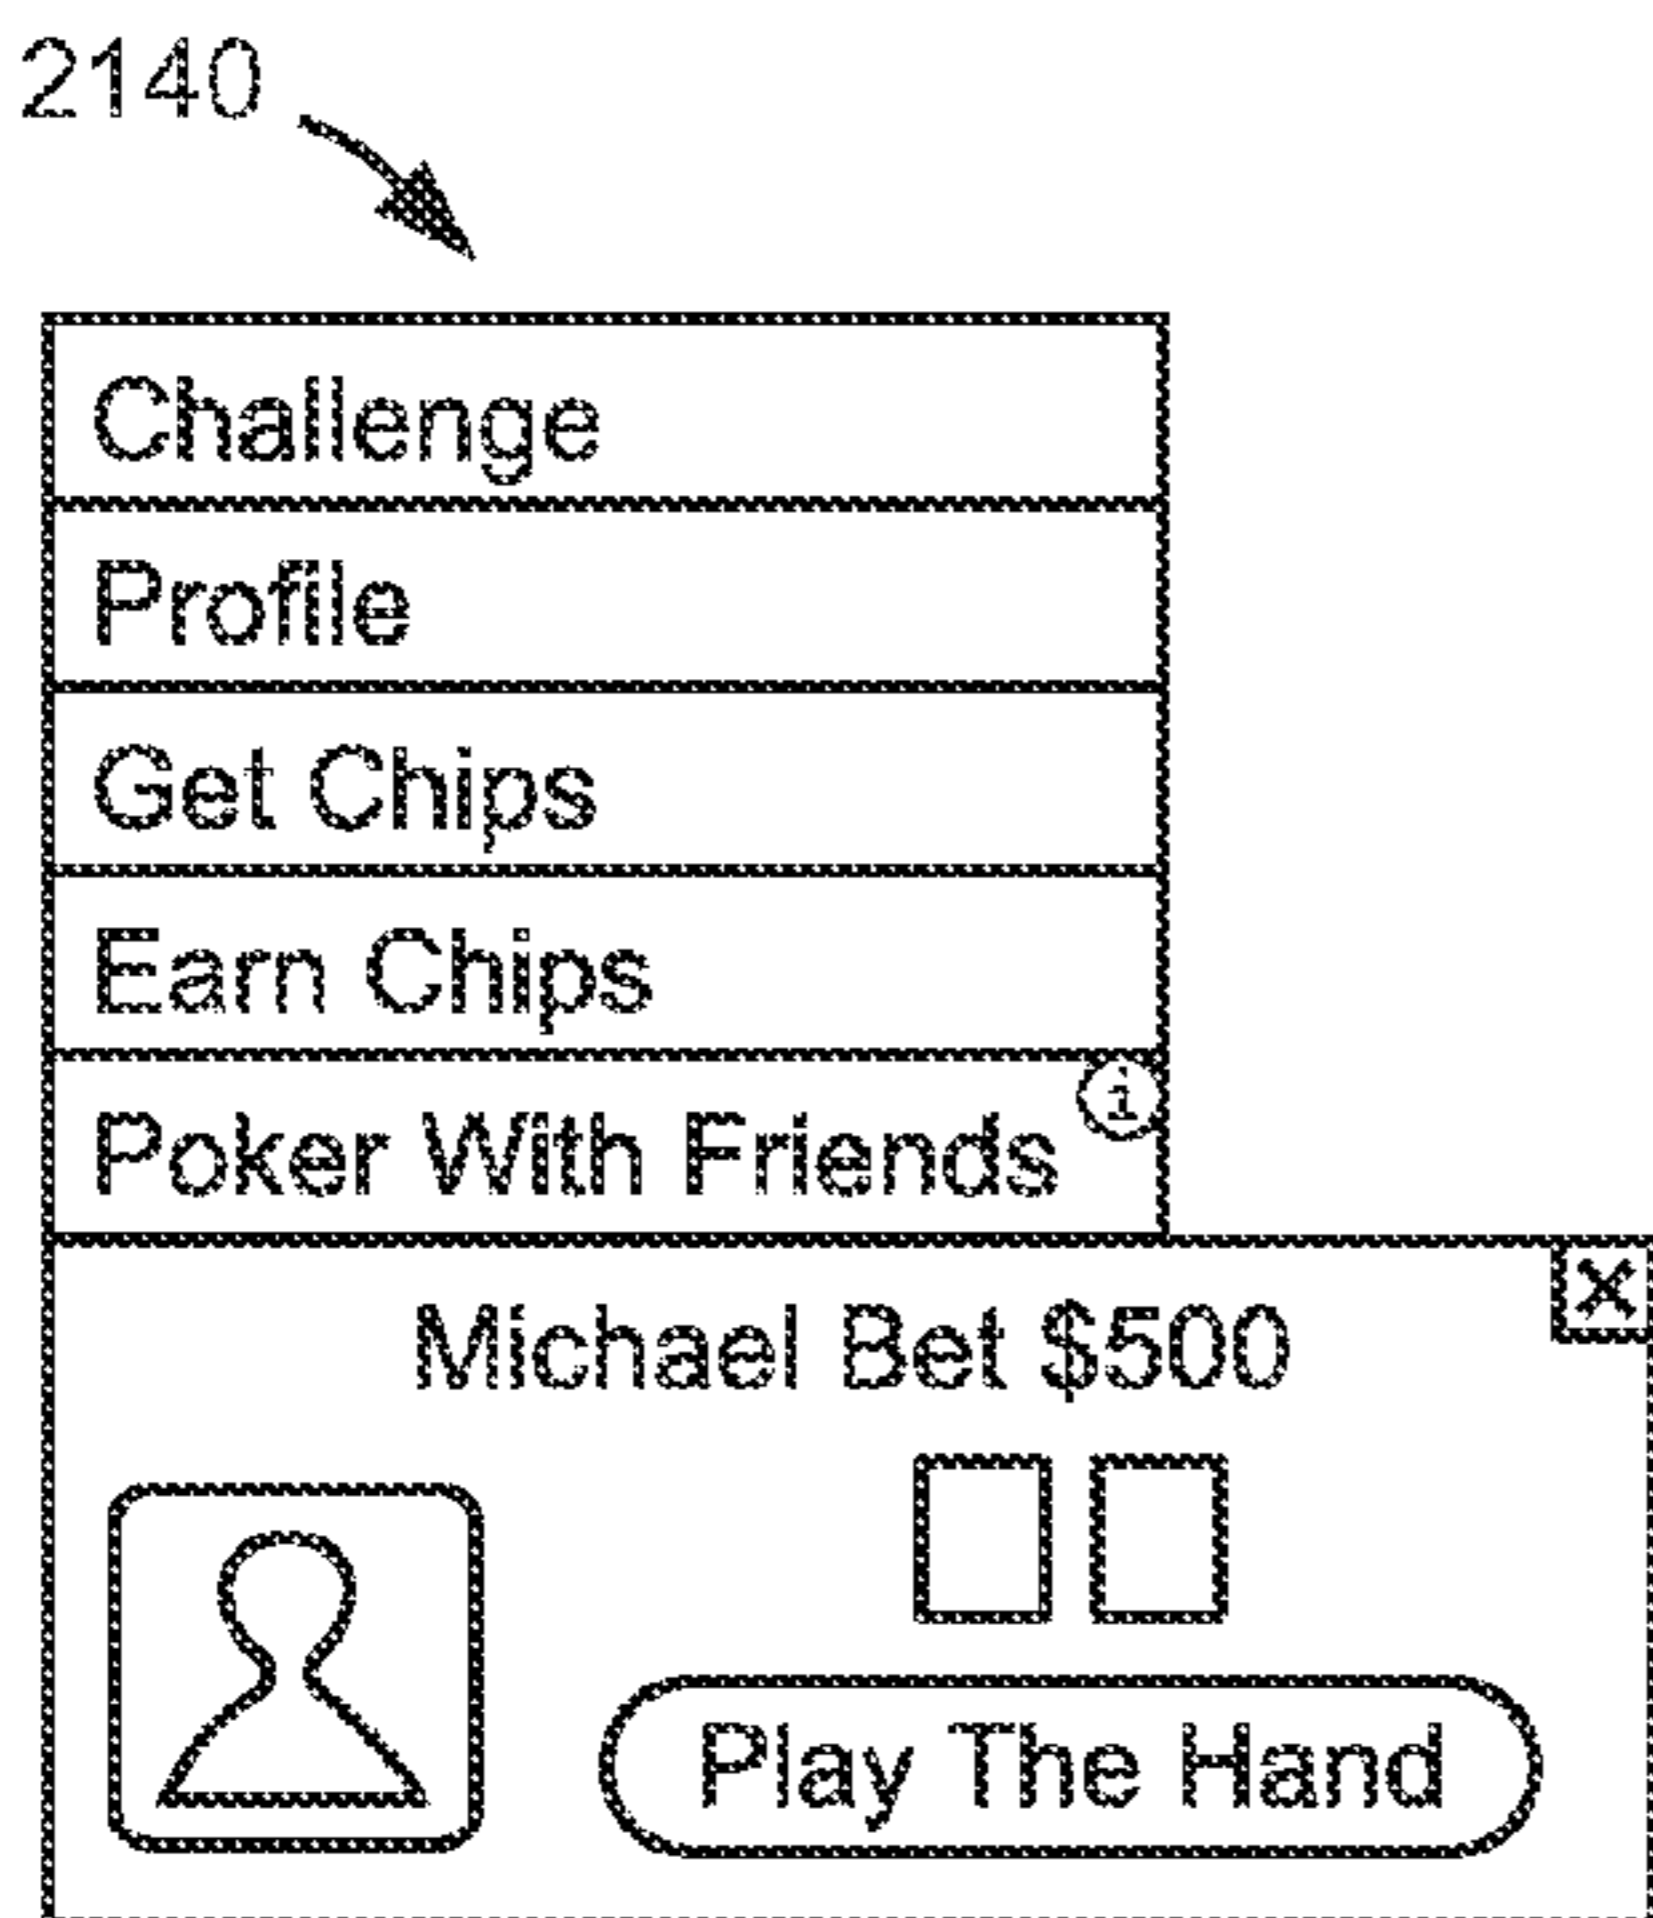 2140
Challenge
Profile
Get Chips
Earn Chips
i
Poker With Friends
X
Michael Bet $500
Play The Hand